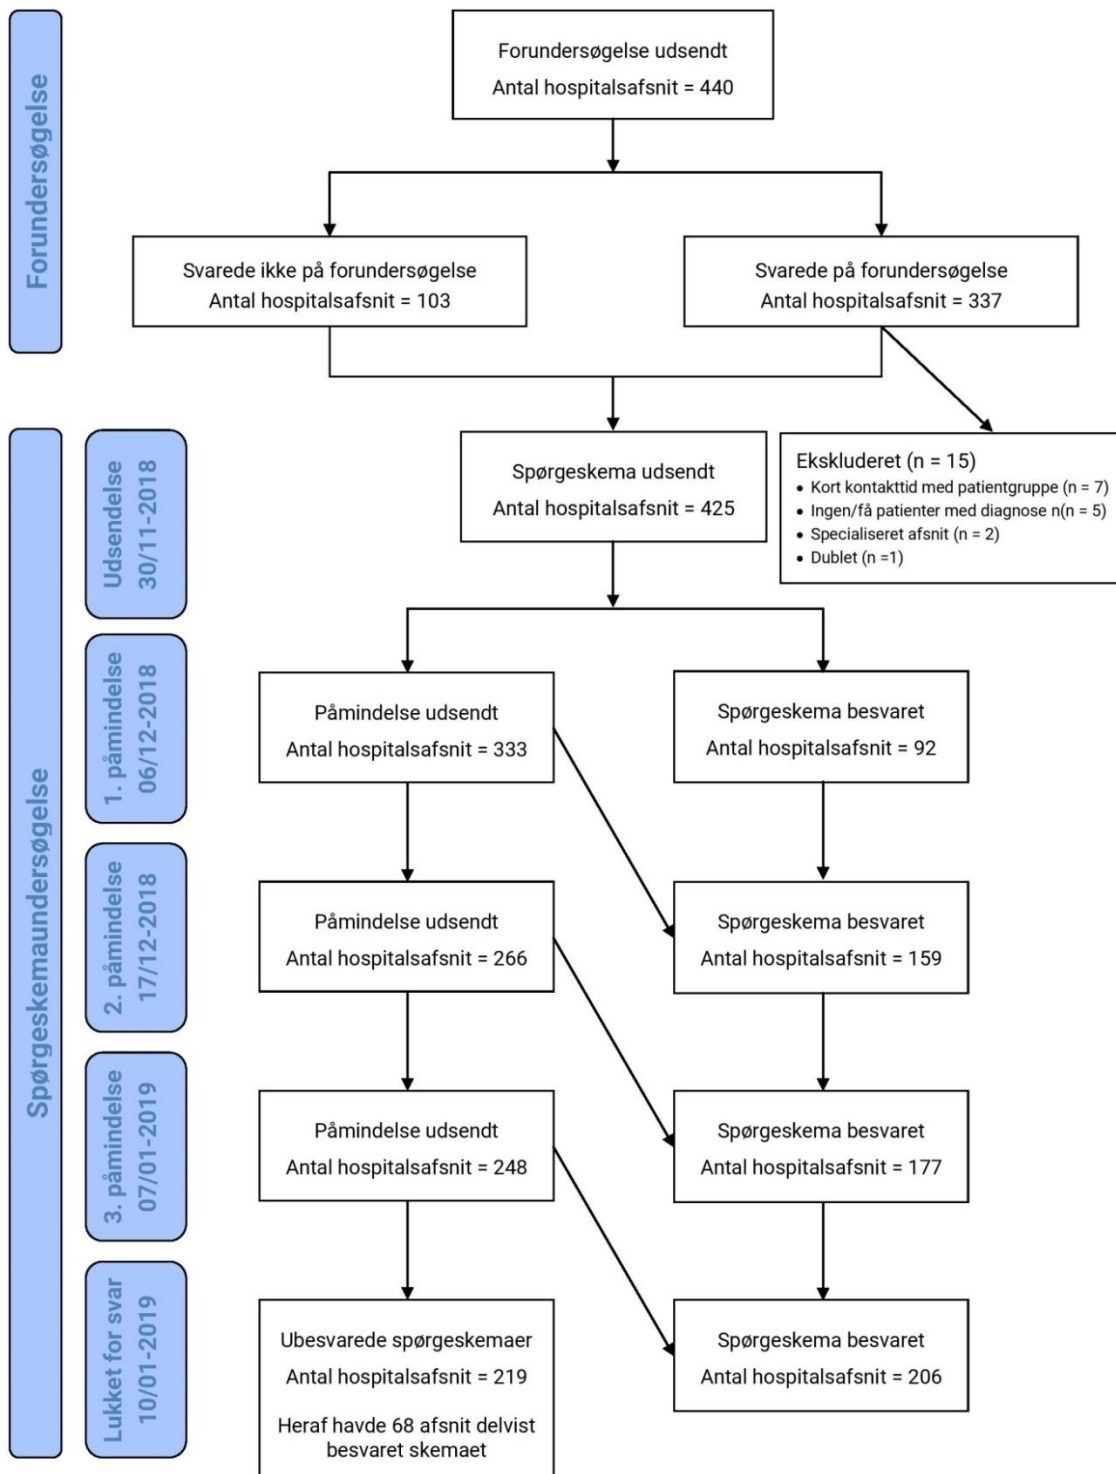 Forundersøgelse
Forundersøgelse udsendt
Antal hospitalsafsnit = 440
Svarede ikke på forundersøgelse
Antal hospitalsafsnit = 103
Svarede på forundersøgelse
Antal hospitalsafsnit = 337
Spørgeskemaundersøgelse
Udsendelse
30/11-2018
Spørgeskema udsendt
Antal hospitalsafsnit = 425
Ekskluderet (n = 15)
• Kort kontakttid med patientgruppe (n = 7)
• Ingen/få patienter med diagnose n(n = 5)
• Specialiseret afsnit (n = 2)
• Dublet (n =1)
1. påmindelse
06/12-2018
Påmindelse udsendt
Antal hospitalsafsnit = 333
Spørgeskema besvaret
Antal hospitalsafsnit = 92
2. påmindelse
17/12-2018
Påmindelse udsendt
Antal hospitalsafsnit = 266
Spørgeskema besvaret
Antal hospitalsafsnit = 159
3. påmindelse
07/01-2019
Påmindelse udsendt
Antal hospitalsafsnit = 248
Spørgeskema besvaret
Antal hospitalsafsnit = 177
Lukket for svar
10/01-2019
Ubesvarede spørgeskemaer
Antal hospitalsafsnit = 219
Heraf havde 68 afsnit delvist
besvaret skemaet
Spørgeskema besvaret
Antal hospitalsafsnit = 206